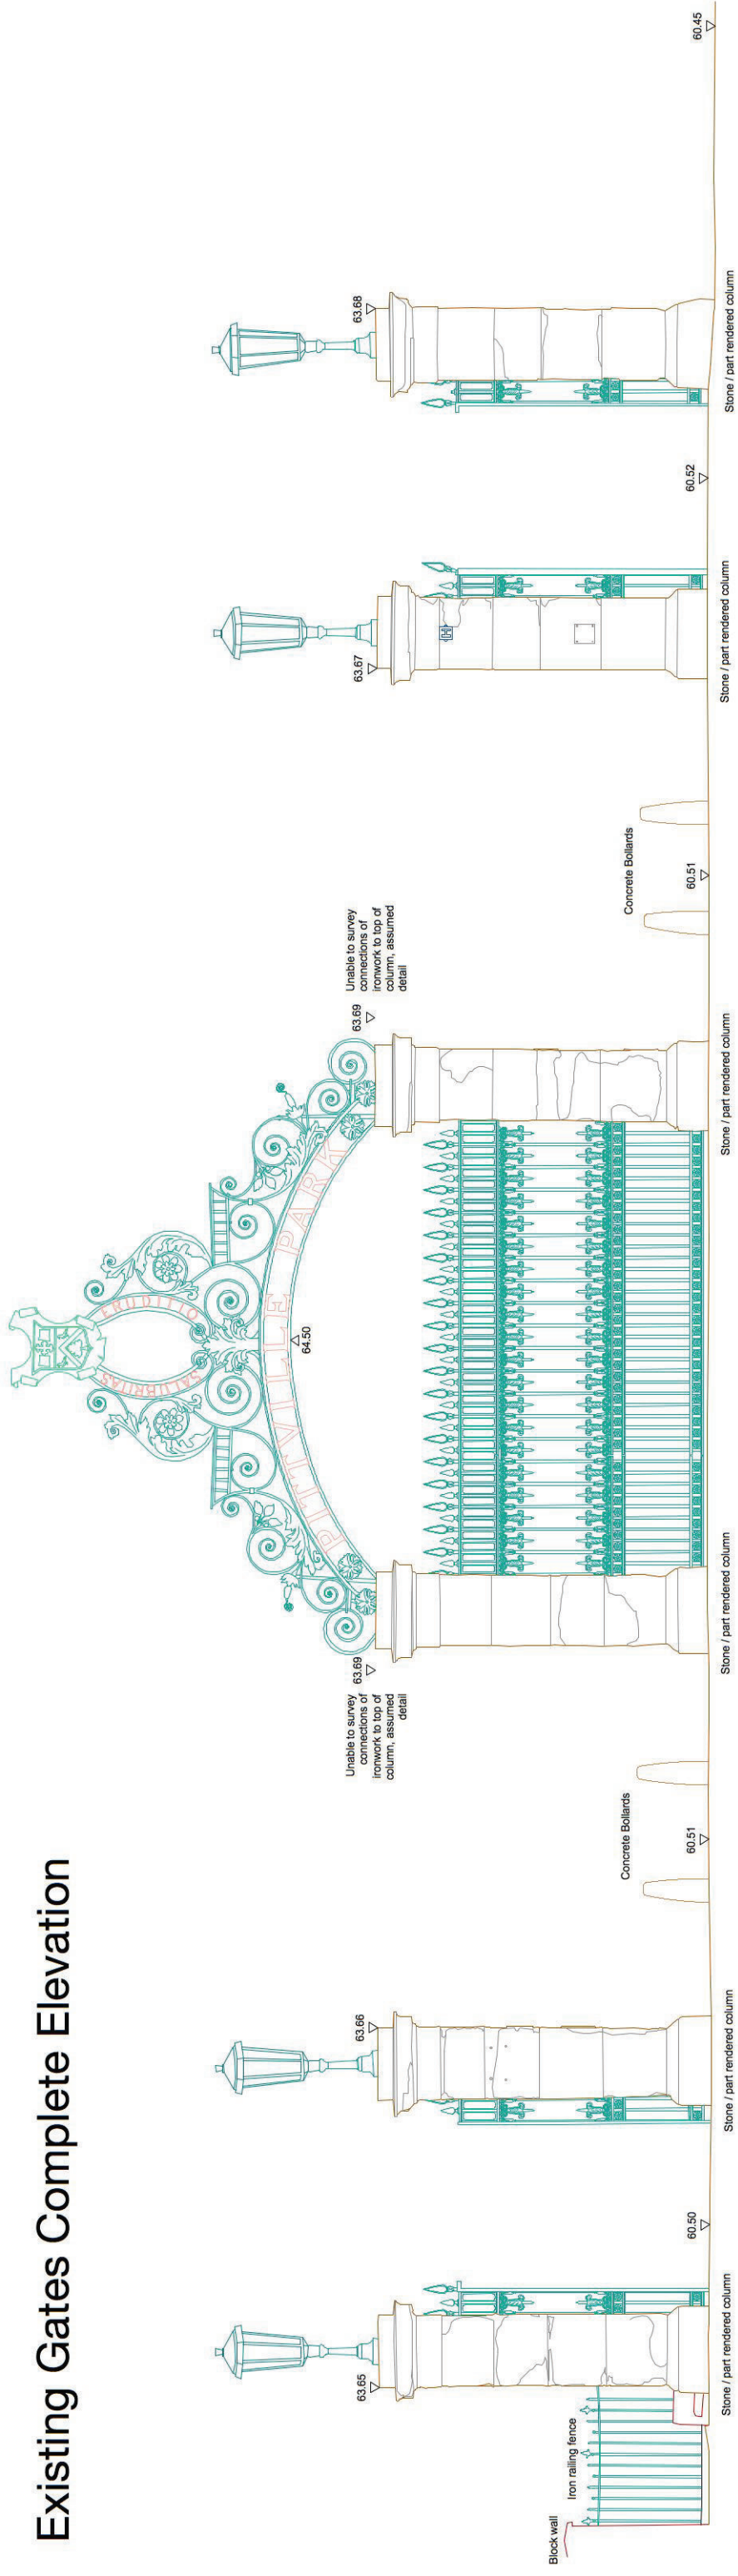 Existing Gates Complete Elevation
Block wall
Iron railing fence
63.65
Stone / part rendered column
60.50
63.66
Stone / part rendered column
Concrete Bollards
60.51
Unable to survey
connections of
ironwork to top of
column, assumed
detail
63.69
Stone / part rendered column
PITTVILLE PARK
SALUBRITAS
ERUDITIO
64.50
63.69
Unable to survey
connections of
ironwork to top of
column, assumed
detail
Stone / part rendered column
Concrete Bollards
60.51
63.67
H
Stone / part rendered column
60.52
63.68
Stone / part rendered column
60.45